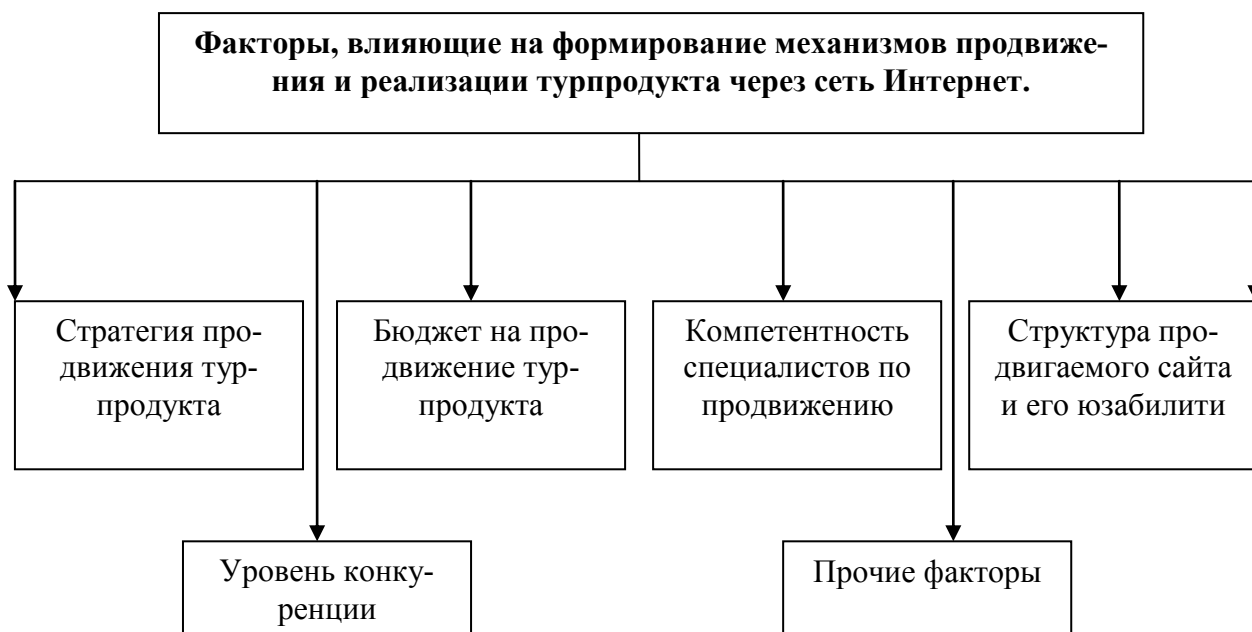 Факторы, влияющие на формирование механизмов продвиже-
ния и реализации турпродукта через сеть Интернет.
Стратегия про-
движения тур-
продукта
Бюджет на про-
движение тур-
продукта
Компетентность
специалистов по
продвижению
Структура про-
двигаемого сайта
и его юзабилити
Уровень конку-
ренции
Прочие факторы